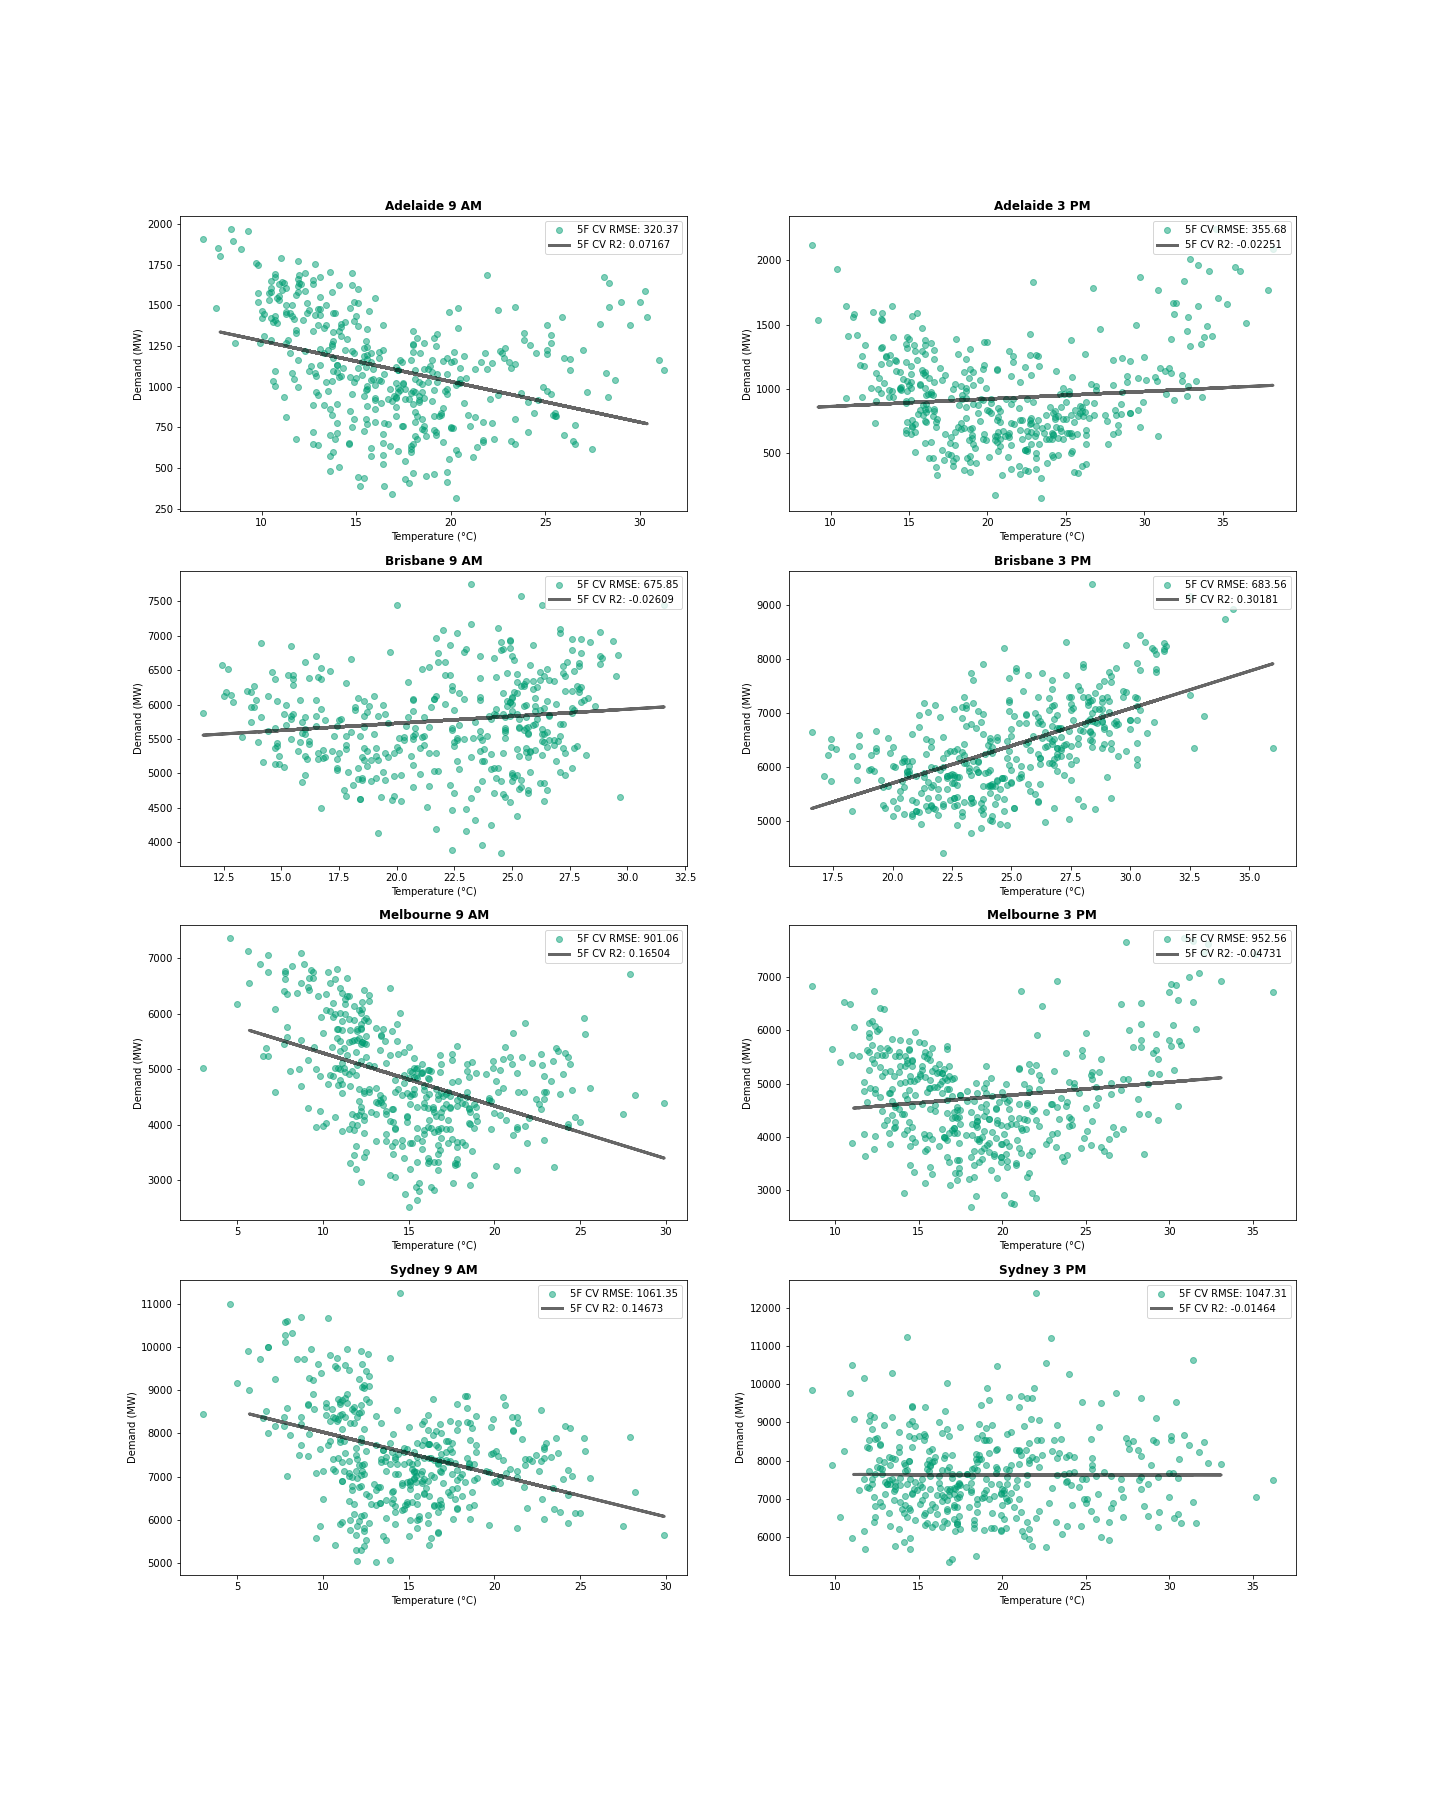 Adelaide 9 AM
5F CV RMSE: 320.37
5F CV R2: 0.07167
2000
1750
1500
1250
1000
750
500
250
Demand (MW)
10 15 20 25 30
Temperature (°C)
Adelaide 3 PM
5F CV RMSE: 355.68
5F CV R2: -0.02251
2000
1500
1000
500
Demand (MW)
10 15 20 25 30 35
Temperature (°C)
Brisbane 9 AM
5F CV RMSE: 675.85
5F CV R2: -0.02609
7500
7000
6500
6000
5500
5000
4500
4000
Demand (MW)
12.5 15.0 17.5 20.0 22.5 25.0 27.5 30.0 32.5
Temperature (°C)
Brisbane 3 PM
5F CV RMSE: 683.56
5F CV R2: 0.30181
9000
8000
7000
6000
5000
Demand (MW)
17.5 20.0 22.5 25.0 27.5 30.0 32.5 35.0
Temperature (°C)
Melbourne 9 AM
5F CV RMSE: 901.06
5F CV R2: 0.16504
7000
6000
5000
4000
3000
Demand (MW)
5 10 15 20 25 30
Temperature (°C)
Melbourne 3 PM
5F CV RMSE: 952.56
5F CV R2: -0.04731
7000
6000
5000
4000
3000
Demand (MW)
10 15 20 25 30 35
Temperature (°C)
Sydney 9 AM
5F CV RMSE: 1061.35
5F CV R2: 0.14673
11000
10000
9000
8000
7000
6000
5000
Demand (MW)
5 10 15 20 25 30
Temperature (°C)
Sydney 3 PM
5F CV RMSE: 1047.31
5F CV R2: -0.01464
12000
11000
10000
9000
8000
7000
6000
Demand (MW)
10 15 20 25 30 35
Temperature (°C)